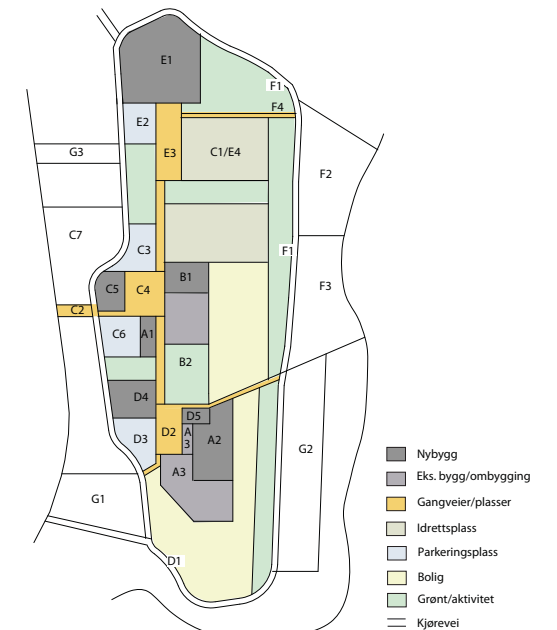 E1
F1
F4
E2
E3
C1/E4
G3
F2
C7
C3
F1
B1
C5
C4
F3
C2
C6
A1
B2
D4
D5
D2
A
3
A2
D3
A3
G2
G1
D1
Nybygg
Eks. bygg/ombygging
Gangveier/plasser
Idrettsplass
Parkeringsplass
Bolig
Grønt/aktivitet
Kjørevei